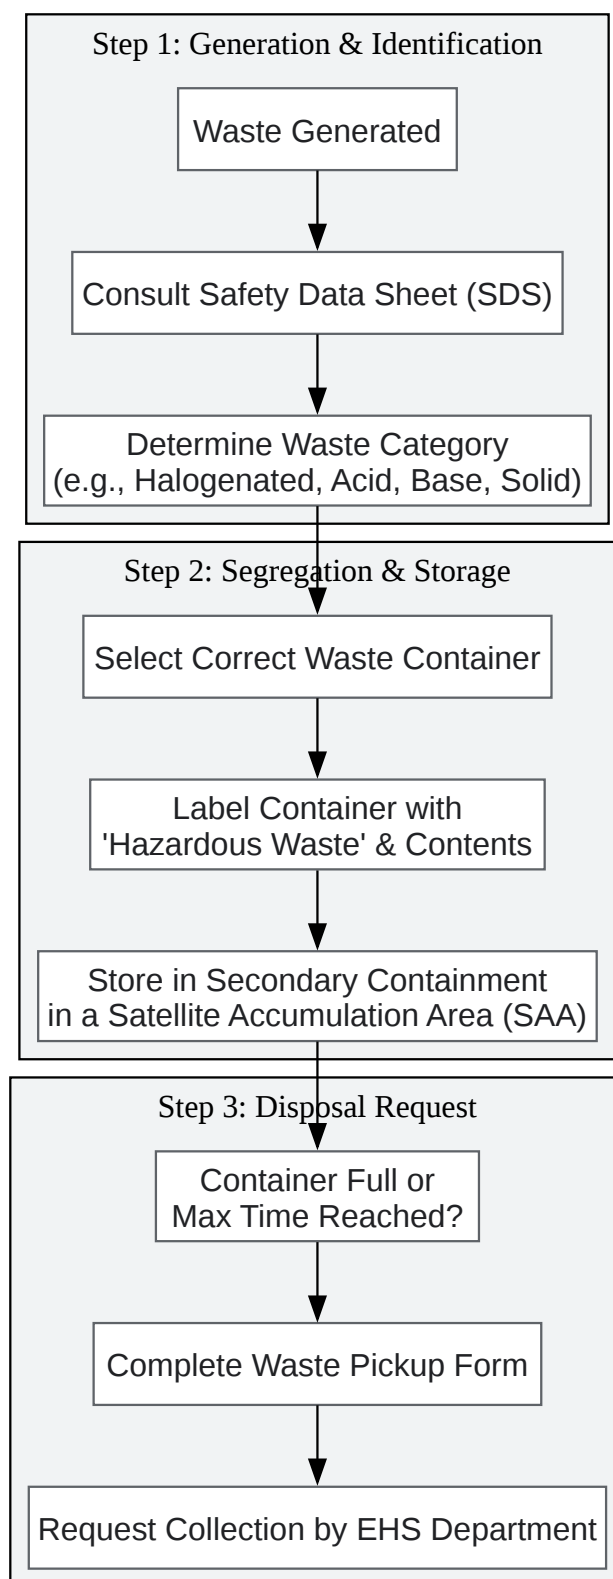 Step 1: Generation & Identification
Waste Generated
Consult Safety Data Sheet (SDS)
Determine Waste Category
(e.g., Halogenated, Acid, Base, Solid)
Step 2: Segregation & Storage
Select Correct Waste Container
Label Container with
'Hazardous Waste' & Contents
Store in Secondary Containment
in a Satellite Accumulation Area (SAA)
Step 3: Disposal Request
Container Full or
Max Time Reached?
Complete Waste Pickup Form
Request Collection by EHS Department